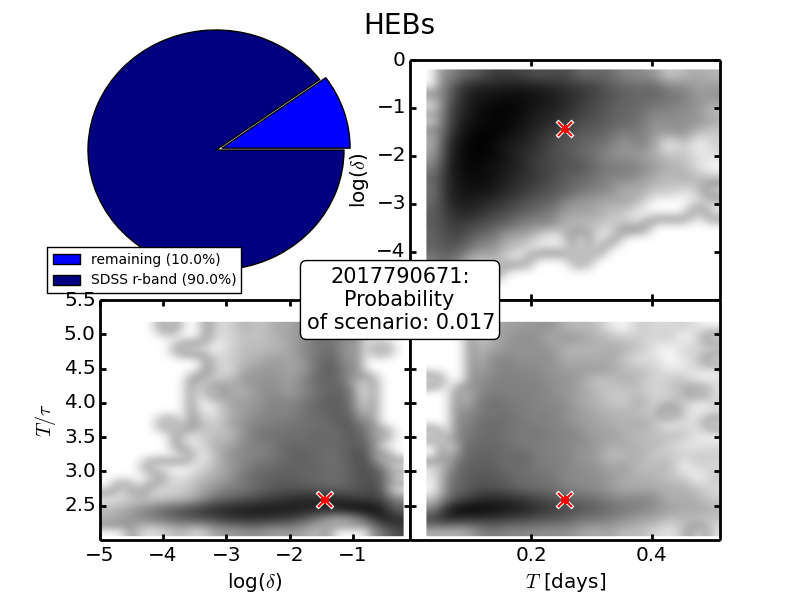 HEBs
remaining (10.0%)
SDSS r-band (90.0%)
0
−1
−2
−3
−4
log(δ)
2017790671:
Probability
of scenario: 0.017
5.5
5.0
4.5
4.0
3.5
3.0
2.5
T/τ
−5 −4 −3 −2 −1
log(δ)
0.2 0.4
T [days]